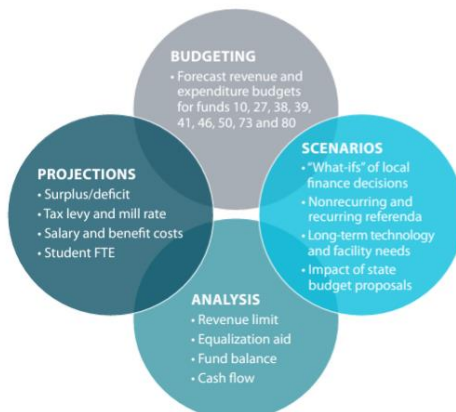 BUDGETING
• Forecast revenue and
expenditure budgets
for funds 10, 27, 38, 39,
41, 46, 50, 73 and 80
PROJECTIONS
• Surplus/deficit
• Tax levy and mill rate
• Salary and benefit costs
• Student FTE
SCENARIOS
• “What-ifs” of local
finance decisions
• Nonrecurring and
recurring referenda
• Long-term technology
and facility needs
• Impact of state
budget proposals
ANALYSIS
• Revenue limit
• Equalization aid
• Fund balance
• Cash flow